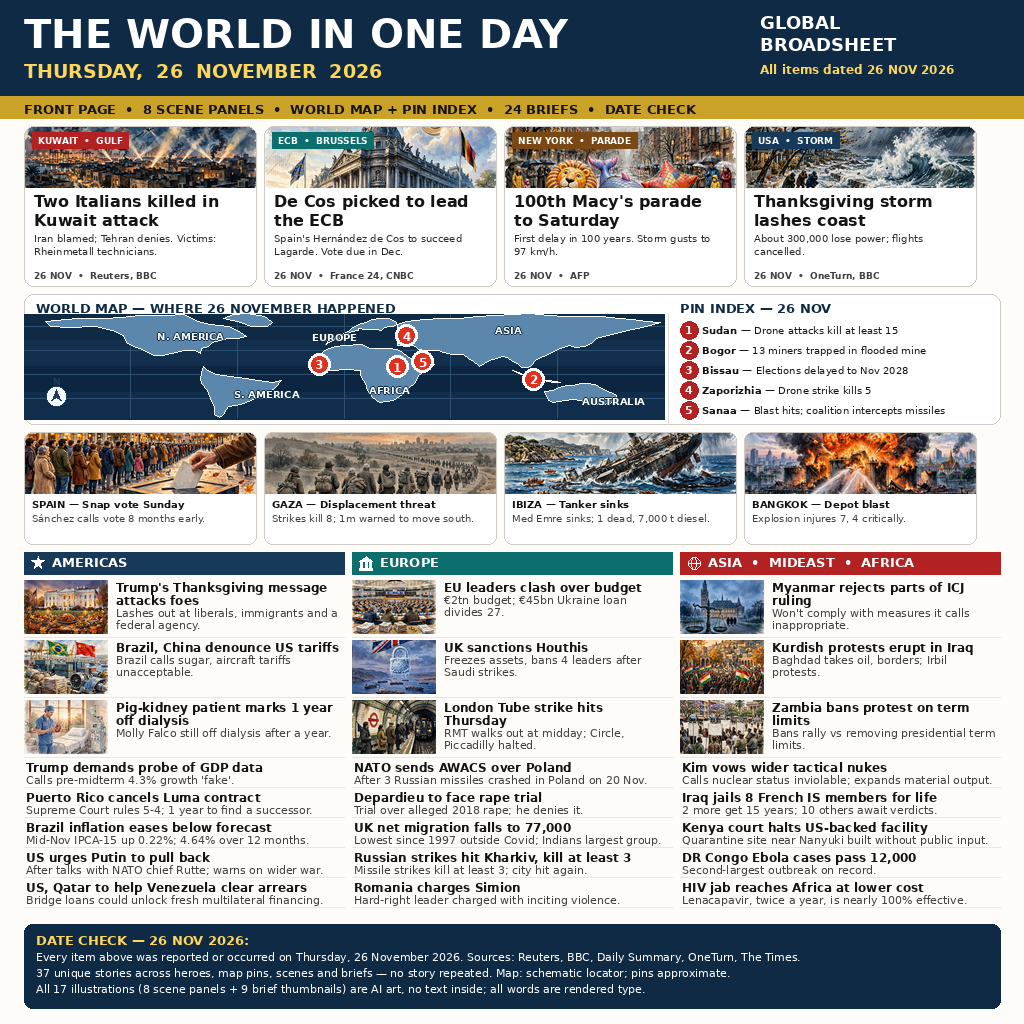 THE WORLD IN ONE DAY
THURSDAY, 26 NOVEMBER 2026
GLOBAL
BROADSHEET
All items dated 26 NOV 2026
FRONT PAGE • 8 SCENE PANELS • WORLD MAP + PIN INDEX • 24 BRIEFS • DATE CHECK
KUWAIT • GULF
Two Italians killed in
Kuwait attack
Iran blamed; Tehran denies. Victims:
Rheinmetall technicians.
26 NOV • Reuters, BBC
ECB • BRUSSELS
De Cos picked to lead
the ECB
Spain's Hernández de Cos to succeed
Lagarde. Vote due in Dec.
26 NOV • France 24, CNBC
NEW YORK • PARADE
100th Macy's parade
to Saturday
First delay in 100 years. Storm gusts to
97 km/h.
26 NOV • AFP
USA • STORM
Thanksgiving storm
lashes coast
About 300,000 lose power; flights
cancelled.
26 NOV • OneTurn, BBC
WORLD MAP — WHERE 26 NOVEMBER HAPPENED
N. AMERICA
EUROPE
ASIA
S. AMERICA
AFRICA
AUSTRALIA
N
1
2
3
4
5
PIN INDEX — 26 NOV
1 Sudan — Drone attacks kill at least 15
2 Bogor — 13 miners trapped in flooded mine
3 Bissau — Elections delayed to Nov 2028
4 Zaporizhia — Drone strike kills 5
5 Sanaa — Blast hits; coalition intercepts missiles
SPAIN — Snap vote Sunday
Sánchez calls vote 8 months early.
GAZA — Displacement threat
Strikes kill 8; 1m warned to move south.
IBIZA — Tanker sinks
Med Emre sinks; 1 dead, 7,000 t diesel.
BANGKOK — Depot blast
Explosion injures 7, 4 critically.
AMERICAS
Trump's Thanksgiving message
attacks foes
Lashes out at liberals, immigrants and a
federal agency.
Brazil, China denounce US tariffs
Brazil calls sugar, aircraft tariffs
unacceptable.
Pig-kidney patient marks 1 year
off dialysis
Molly Falco still off dialysis after a year.
Trump demands probe of GDP data
Calls pre-midterm 4.3% growth 'fake'.
Puerto Rico cancels Luma contract
Supreme Court rules 5-4; 1 year to find a successor.
Brazil inflation eases below forecast
Mid-Nov IPCA-15 up 0.22%; 4.64% over 12 months.
US urges Putin to pull back
After talks with NATO chief Rutte; warns on wider war.
US, Qatar to help Venezuela clear arrears
Bridge loans could unlock fresh multilateral financing.
EUROPE
EU leaders clash over budget
€2tn budget; €45bn Ukraine loan
divides 27.
UK sanctions Houthis
Freezes assets, bans 4 leaders after
Saudi strikes.
London Tube strike hits
Thursday
RMT walks out at midday; Circle,
Piccadilly halted.
NATO sends AWACS over Poland
After 3 Russian missiles crashed in Poland on 20 Nov.
Depardieu to face rape trial
Trial over alleged 2018 rape; he denies it.
UK net migration falls to 77,000
Lowest since 1997 outside Covid; Indians largest group.
Russian strikes hit Kharkiv, kill at least 3
Missile strikes kill at least 3; city hit again.
Romania charges Simion
Hard-right leader charged with inciting violence.
ASIA • MIDEAST • AFRICA
Myanmar rejects parts of ICJ
ruling
Won't comply with measures it calls
inappropriate.
Kurdish protests erupt in Iraq
Baghdad takes oil, borders; Irbil
protests.
Zambia bans protest on term
limits
Bans rally vs removing presidential term
limits.
Kim vows wider tactical nukes
Calls nuclear status inviolable; expands material output.
Iraq jails 8 French IS members for life
2 more get 15 years; 10 others await verdicts.
Kenya court halts US-backed facility
Quarantine site near Nanyuki built without public input.
DR Congo Ebola cases pass 12,000
Second-largest outbreak on record.
HIV jab reaches Africa at lower cost
Lenacapavir, twice a year, is nearly 100% effective.
DATE CHECK — 26 NOV 2026:
Every item above was reported or occurred on Thursday, 26 November 2026. Sources: Reuters, BBC, Daily Summary, OneTurn, The Times.
37 unique stories across heroes, map pins, scenes and briefs — no story repeated. Map: schematic locator; pins approximate.
All 17 illustrations (8 scene panels + 9 brief thumbnails) are AI art, no text inside; all words are rendered type.